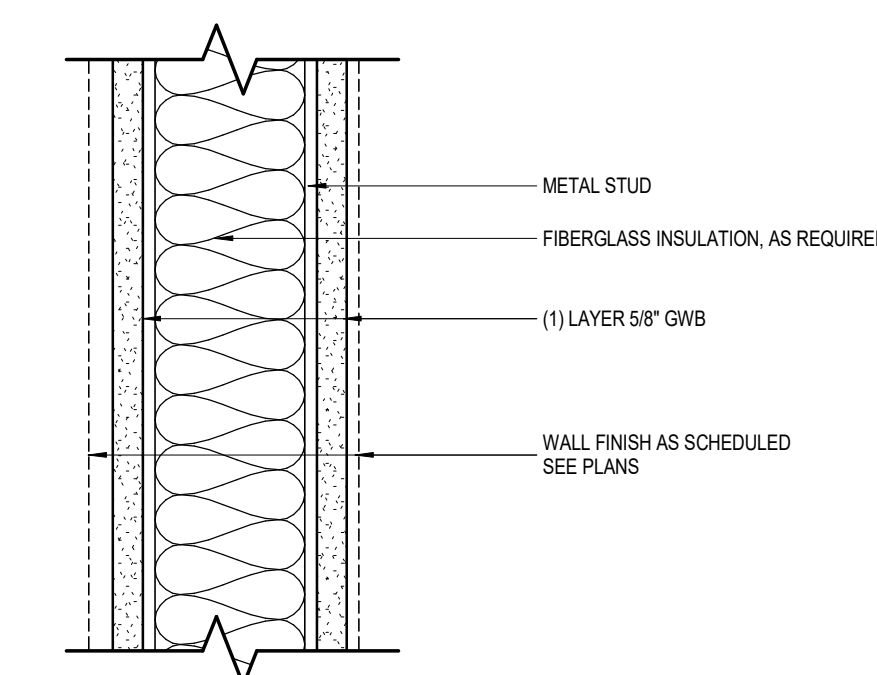 METAL STUD
FIBERGLASS INSULATION, AS REQUIRE
(1) LAYER 5/8" GWB
WALL FINISH AS SCHEDULED
SEE PLANS